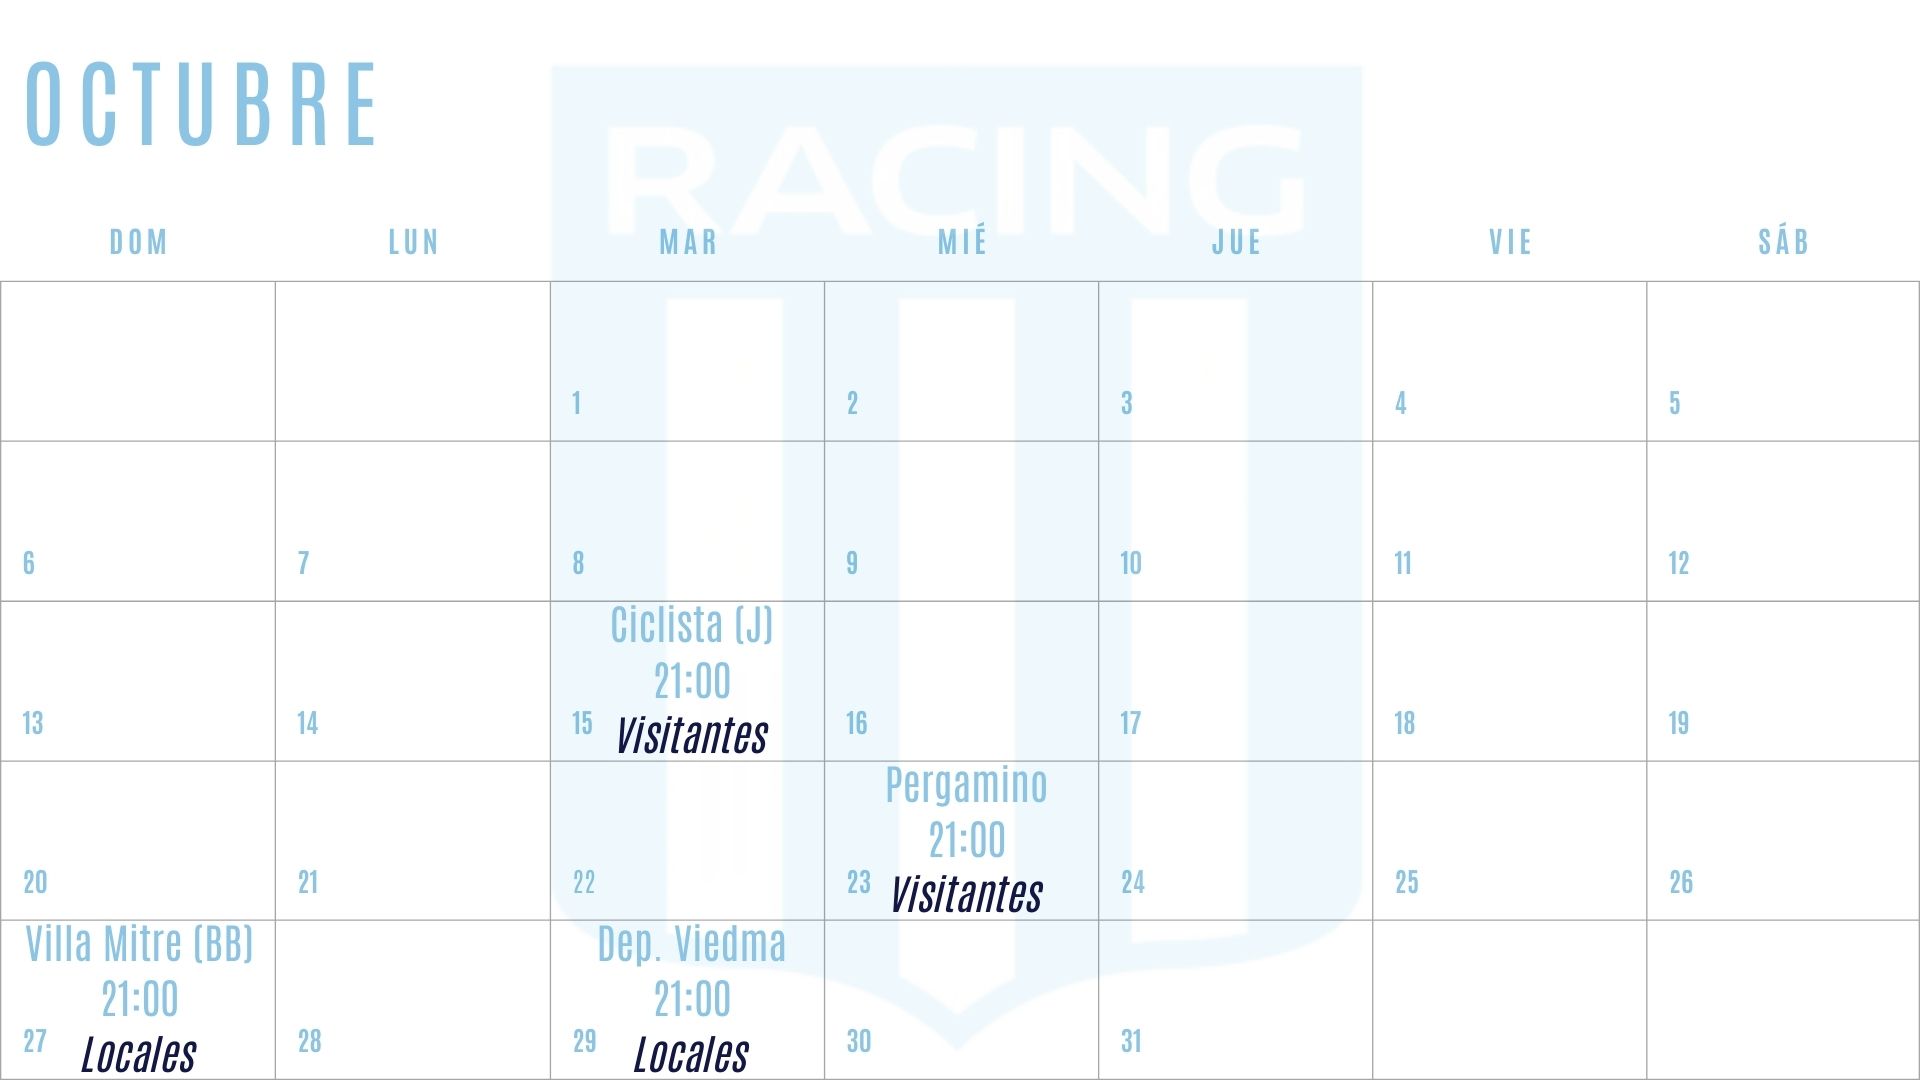 OCTUBRE
RACING
DOM LUN MAR MIÉ JUE VIE SÁB
1 2 3 4 5
6 7 8 9 10 11 12
Ciclista (J)
21:00
13 14 15 Visitantes 16 17 18 19
Pergamino
21:00
20 21 22 23 Visitantes 24 25 26
Villa Mitre (BB) Dep. Viedma
21:00 21:00
27 Locales 28 29 Locales 30 31